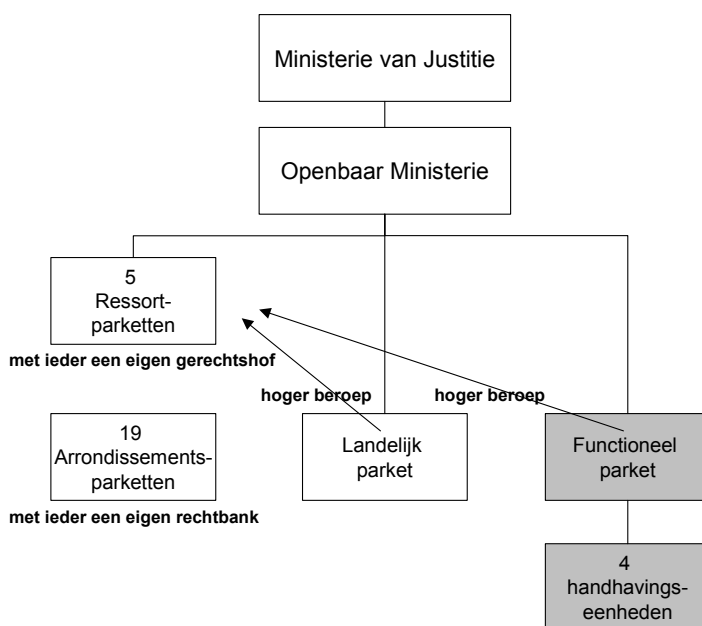 Ministerie van Justitie
Openbaar Ministerie
5
Ressort-
parketten
met ieder een eigen gerechtshof
hoger beroep
hoger beroep
19
Arrondissements-
parketten
Landelijk
parket
Functioneel
parket
met ieder een eigen rechtbank
4
handhavings-
eenheden